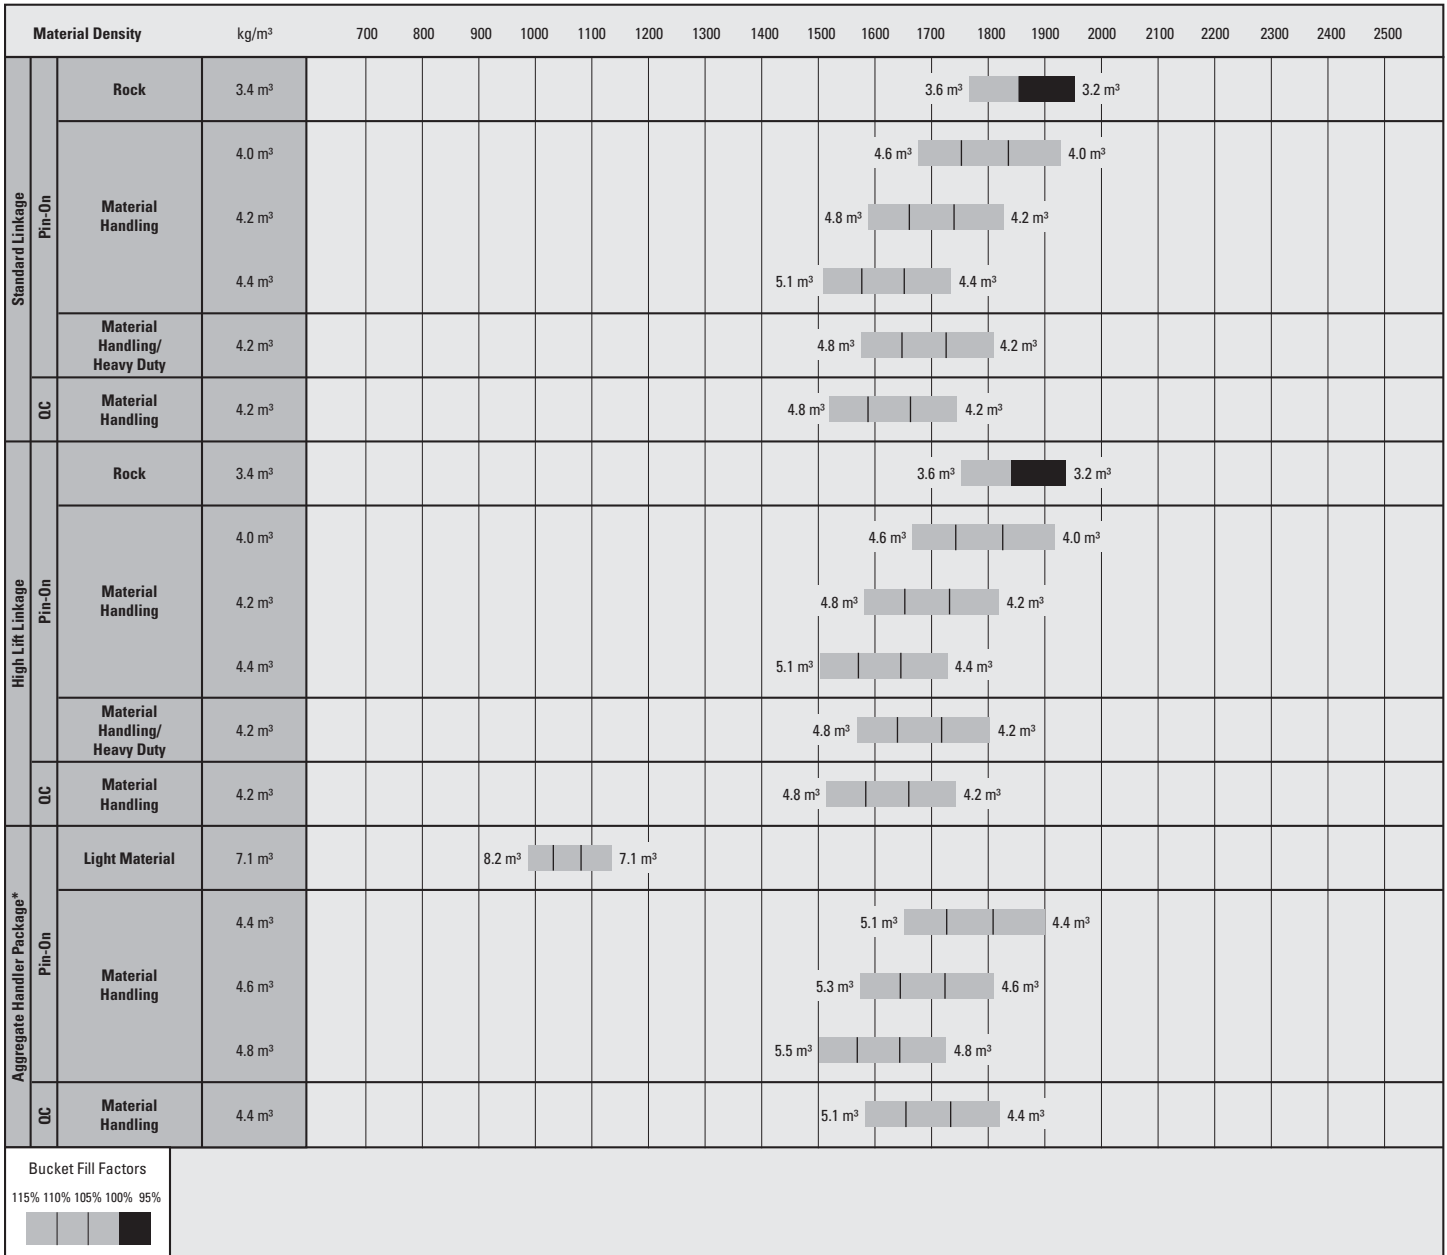 Material Density kg/m³ 700 800 900 1000 1100 1200 1300 1400 1500 1600 1700 1800 1900 2000 2100 2200 2300 2400 2500
Standard Linkage
Pin-On
Rock 3.4 m³ 3.6 m³ 3.2 m³
Material
Handling
4.0 m³ 4.6 m³ 4.0 m³
4.2 m³ 4.8 m³ 4.2 m³
4.4 m³ 5.1 m³ 4.4 m³
Material
Handling/
Heavy Duty
4.2 m³ 4.8 m³ 4.2 m³
QC
Material
Handling
4.2 m³ 4.8 m³ 4.2 m³
High Lift Linkage
Pin-On
Rock 3.4 m³ 3.6 m³ 3.2 m³
Material
Handling
4.0 m³ 4.6 m³ 4.0 m³
4.2 m³ 4.8 m³ 4.2 m³
4.4 m³ 5.1 m³ 4.4 m³
Material
Handling/
Heavy Duty
4.2 m³ 4.8 m³ 4.2 m³
QC
Material
Handling
4.2 m³ 4.8 m³ 4.2 m³
Aggregate Handler Package*
Pin-On
Light Material 7.1 m³ 8.2 m³ 7.1 m³
Material
Handling
4.4 m³ 5.1 m³ 4.4 m³
4.6 m³ 5.3 m³ 4.6 m³
4.8 m³ 5.5 m³ 4.8 m³
QC
Material
Handling
4.4 m³ 5.1 m³ 4.4 m³
Bucket Fill Factors
115% 110% 105% 100% 95%